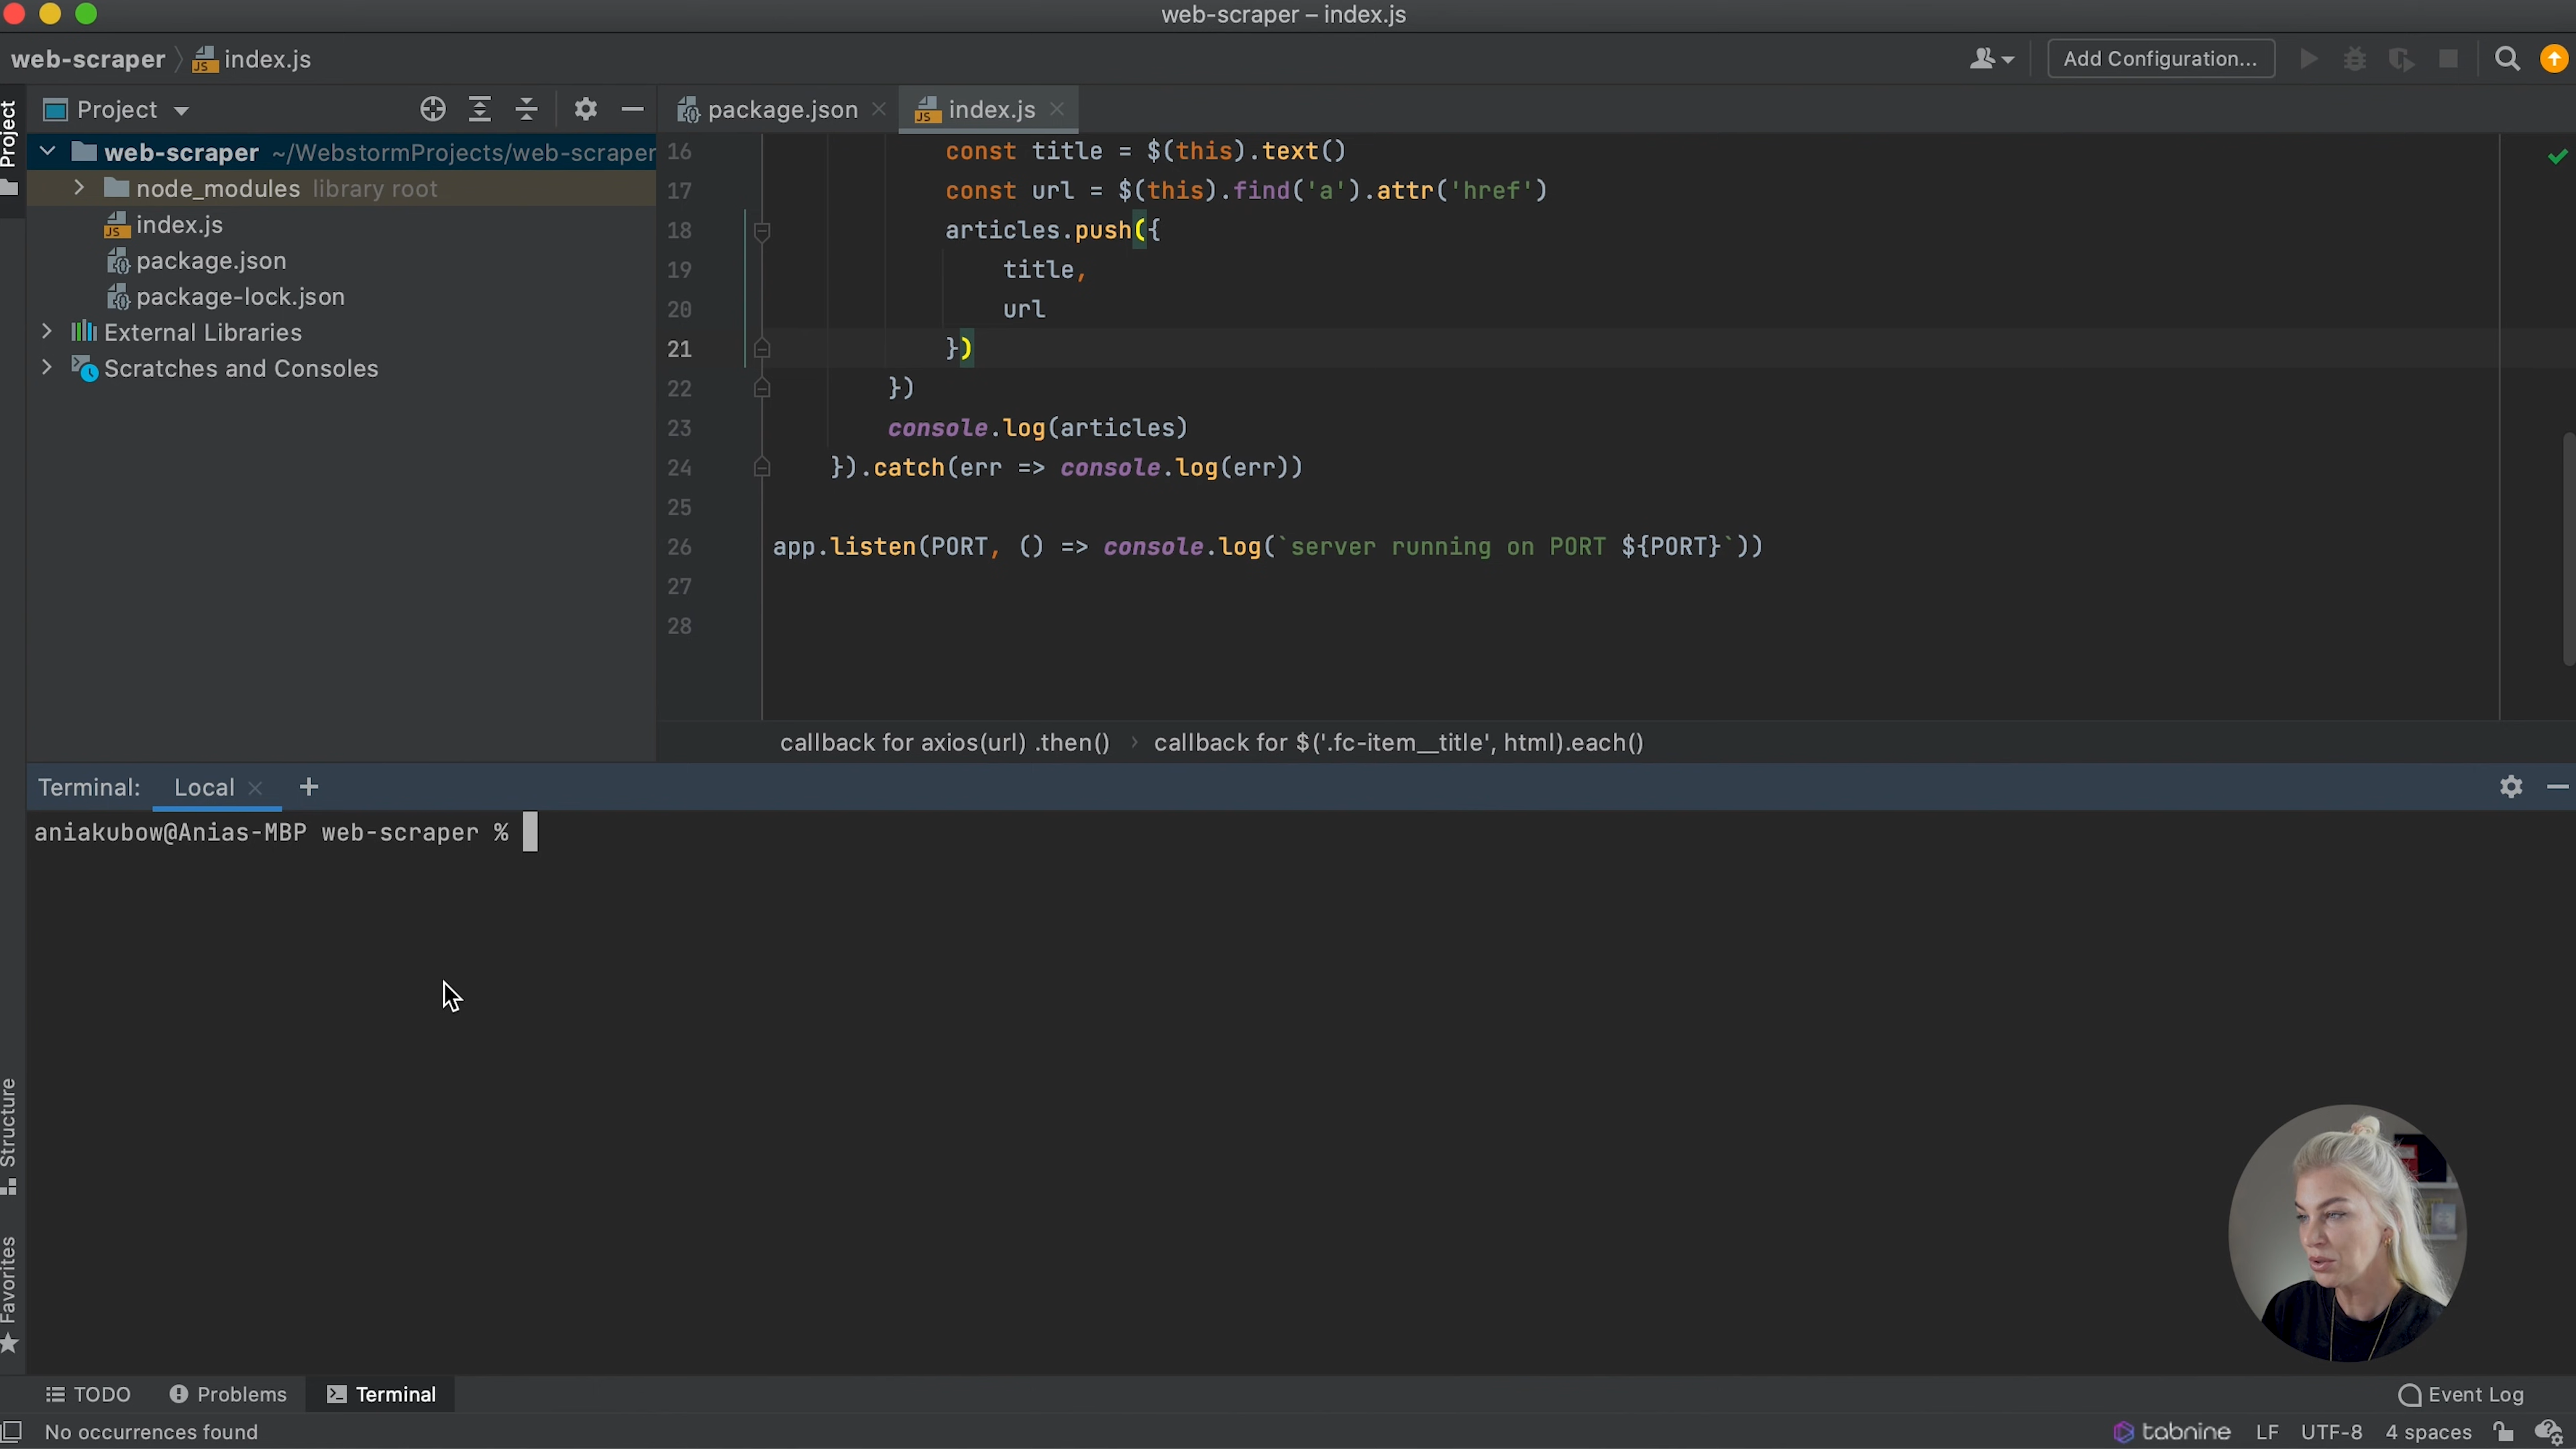 web-scraper – index.js
web-scraper
index.js
Add Configuration...
Project
Project
package.json
index.js
web-scraper ~/WebstormProjects/web-scraper
node_modules library root
index.js
package.json
package-lock.json
External Libraries
Scratches and Consoles
16 const title = $(this).text()
17 const url = $(this).find('a').attr('href')
18 articles.push({
19 title,
20 url
21 })
22 })
23 console.log(articles)
24 }).catch(err => console.log(err))
25
26 app.listen(PORT, () => console.log(`server running on PORT ${PORT}`))
27
28
callback for axios(url) .then() › callback for $('.fc-item__title', html).each()
Terminal: Local
aniakubow@Anias-MBP web-scraper %
Structure
Favorites
TODO
Problems
Terminal
Event Log
No occurrences found
tabnine
LF
UTF-8
4 spaces